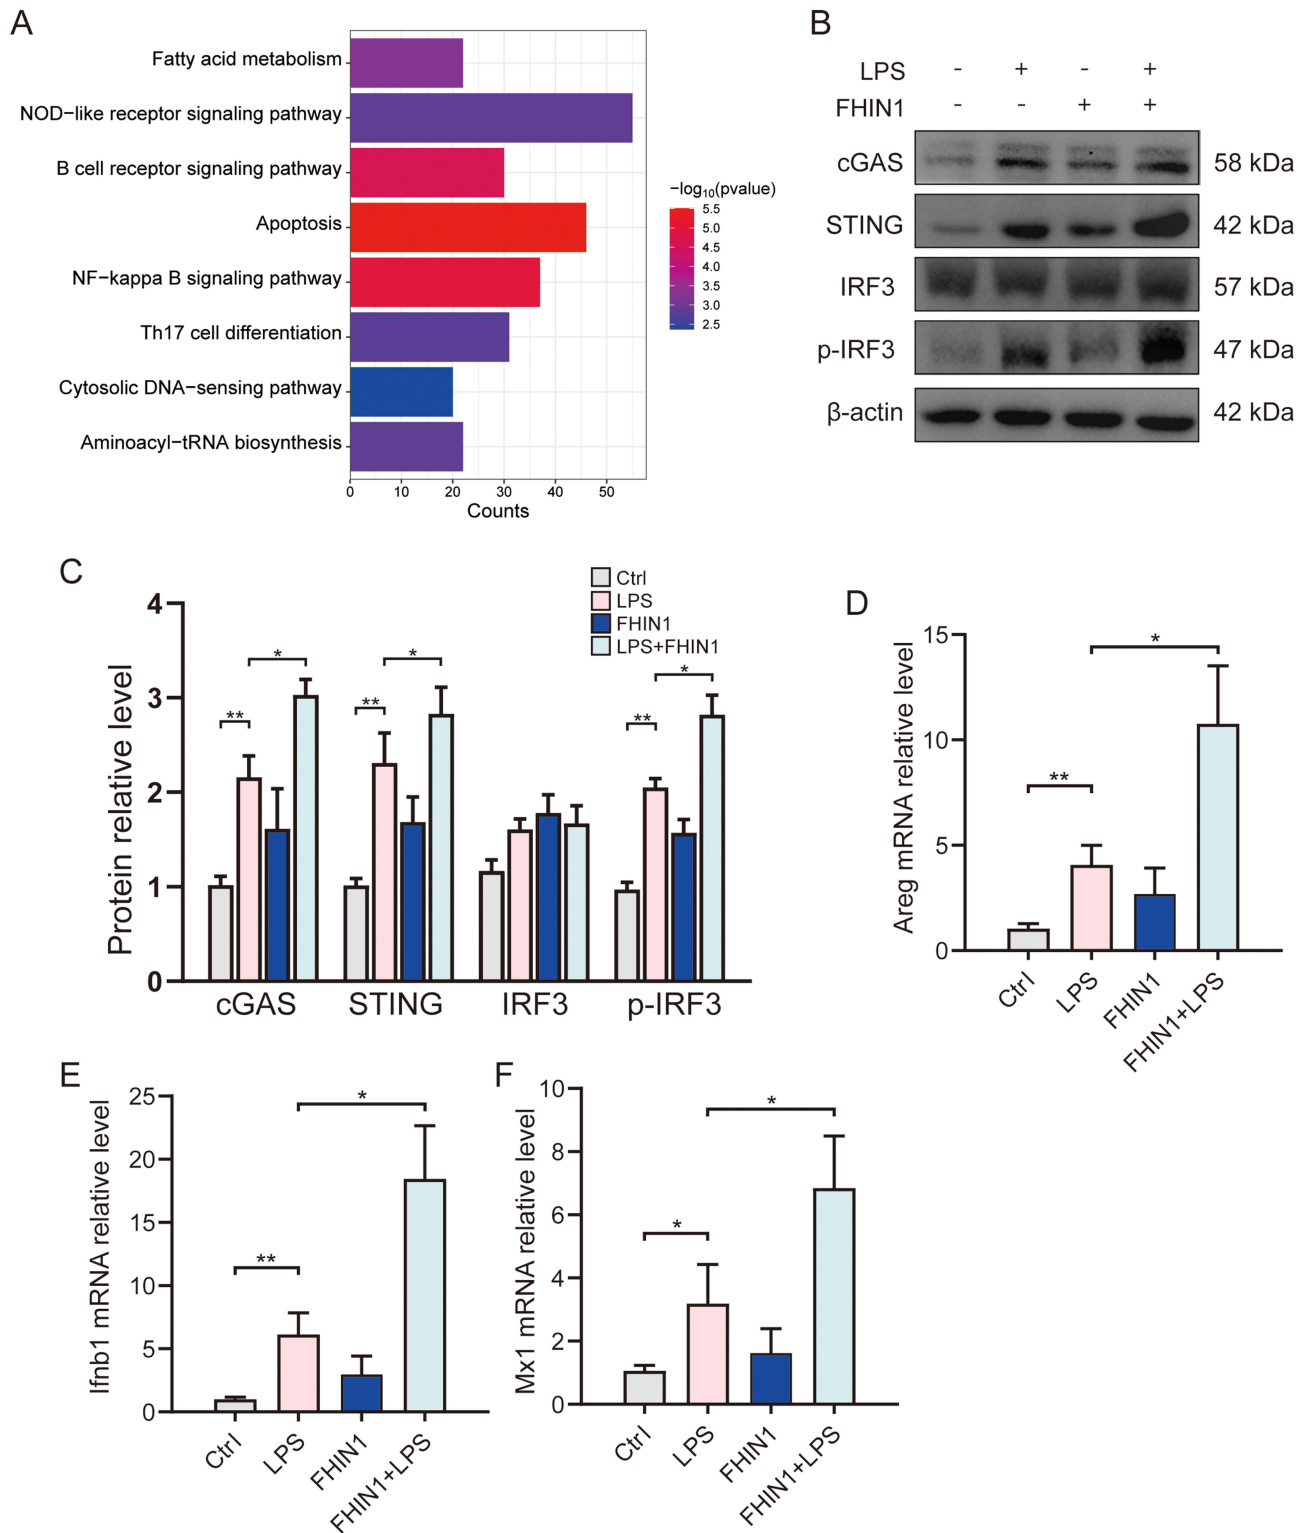 A
Fatty acid metabolism
NOD−like receptor signaling pathway
B cell receptor signaling pathway
Apoptosis
NF−kappa B signaling pathway
Th17 cell differentiation
Cytosolic DNA−sensing pathway
Aminoacyl−tRNA biosynthesis
0 10 20 30 40 50
Counts
−log10(pvalue)
5.5
5.0
4.5
4.0
3.5
3.0
2.5
B
LPS - + - +
FHIN1 - - + +
cGAS 58 kDa
STING 42 kDa
IRF3 57 kDa
p-IRF3 47 kDa
β-actin 42 kDa
C
Ctrl
LPS
FHIN1
LPS+FHIN1
Protein relative level
4
3
2
1
0
** *
** *
** *
cGAS STING IRF3 p-IRF3
D
Areg mRNA relative level
15
10
5
0
*
**
Ctrl LPS FHIN1 FHIN1+LPS
E
Ifnb1 mRNA relative level
25
20
15
10
5
0
*
**
Ctrl LPS FHIN1 FHIN1+LPS
F
Mx1 mRNA relative level
10
8
6
4
2
0
*
*
Ctrl LPS FHIN1 FHIN1+LPS